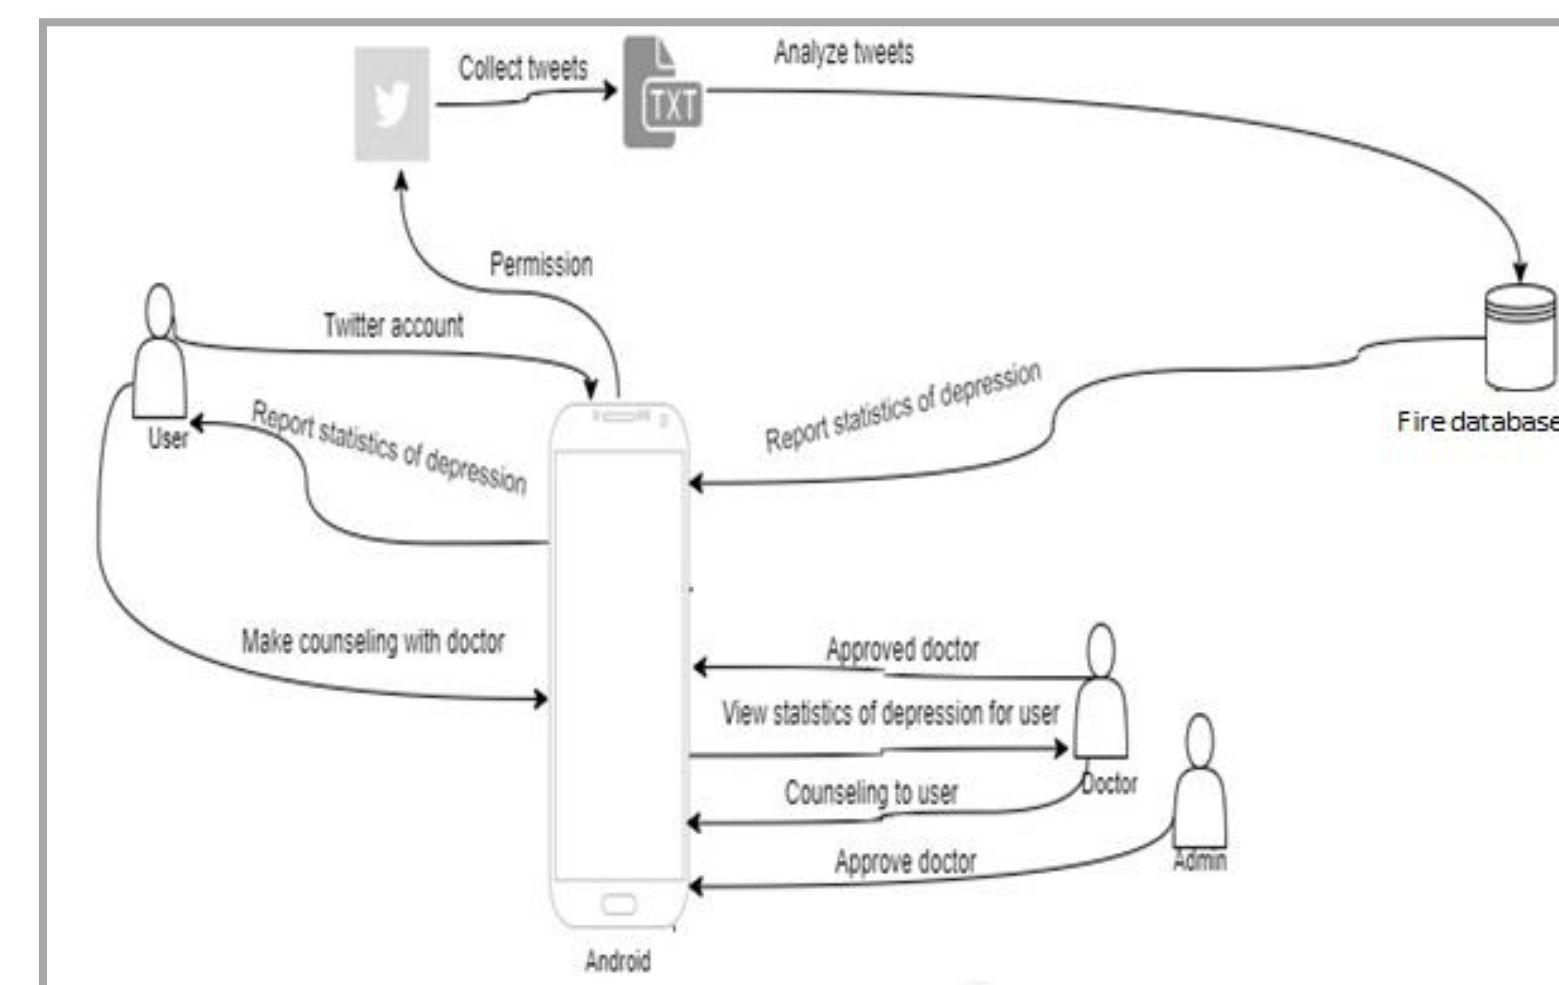 Collect tweets
Analyze tweets
TXT
Permission
Twitter account
Report statistics of depression
Report statistics of depression
User
Fire database
Make counseling with doctor
Approved doctor
View statistics of depression for user
Counseling to user
Doctor
Approve doctor
Admin
Android